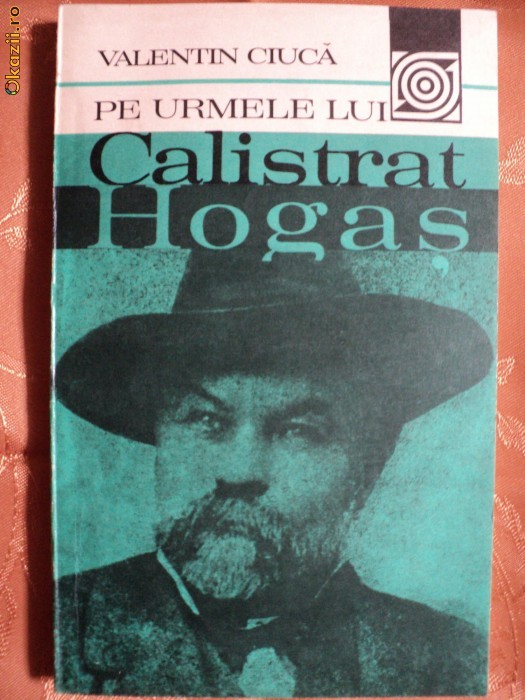 Okazii.ro
VALENTIN CIUCĂ
PE URMELE LUI
Calistrat
Hogaș